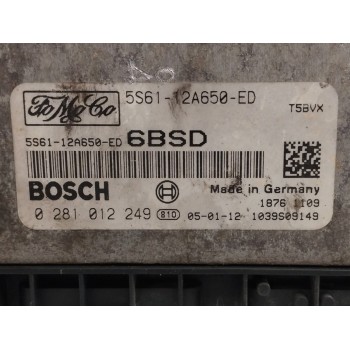 FoMoCo 5S61-12A650-ED
T5BVX
5S61-12A650-ED 6BSD
BOSCH
Made in Germany
1876 1109
0 281 012 249 810 05-01-12 1039S09149